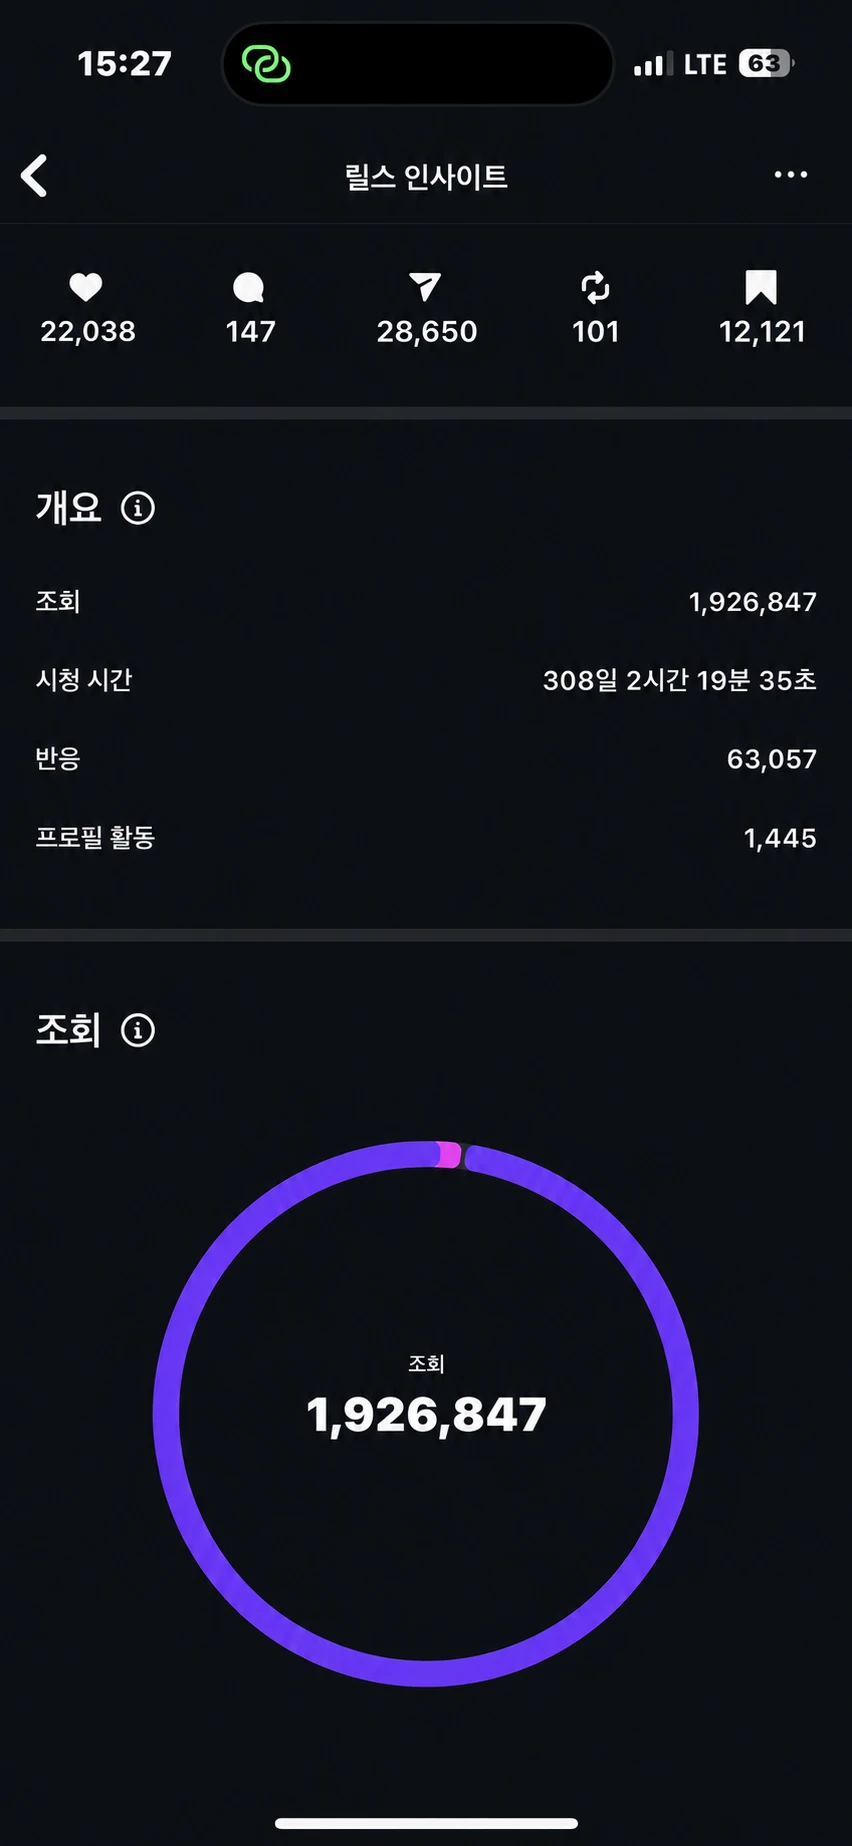 15:27 LTE 63
릴스 인사이트
22,038 147 28,650 101 12,121
개요
조회 1,926,847
시청 시간 308일 2시간 19분 35초
반응 63,057
프로필 활동 1,445
조회
조회
1,926,847